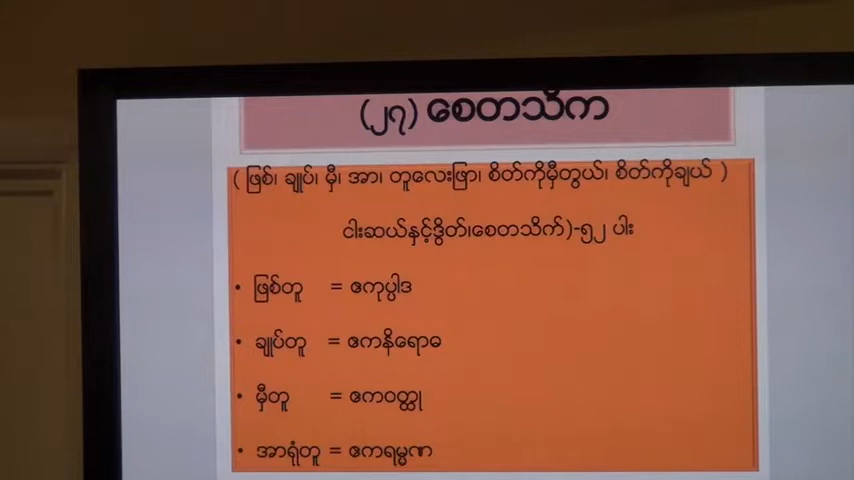 (၂၇) စေတသိက
( ဖြစ်၊ ချုပ်၊ မှီ၊ အာ၊ တူလေးဖြာ၊ စိတ်ကိုမှီတွယ်၊ စိတ်ကိုချယ် )
ငါးဆယ်နှင့်ဒွိတ်၊စေတသိက်)-၅၂ ပါး
• ဖြစ်တူ = ဧကုပ္ပါဒ
• ချုပ်တူ = ဧကနိရောဓ
• မှီတူ = ဧကဝတ္ထု
• အာရုံတူ = ဧကရမ္မဏ